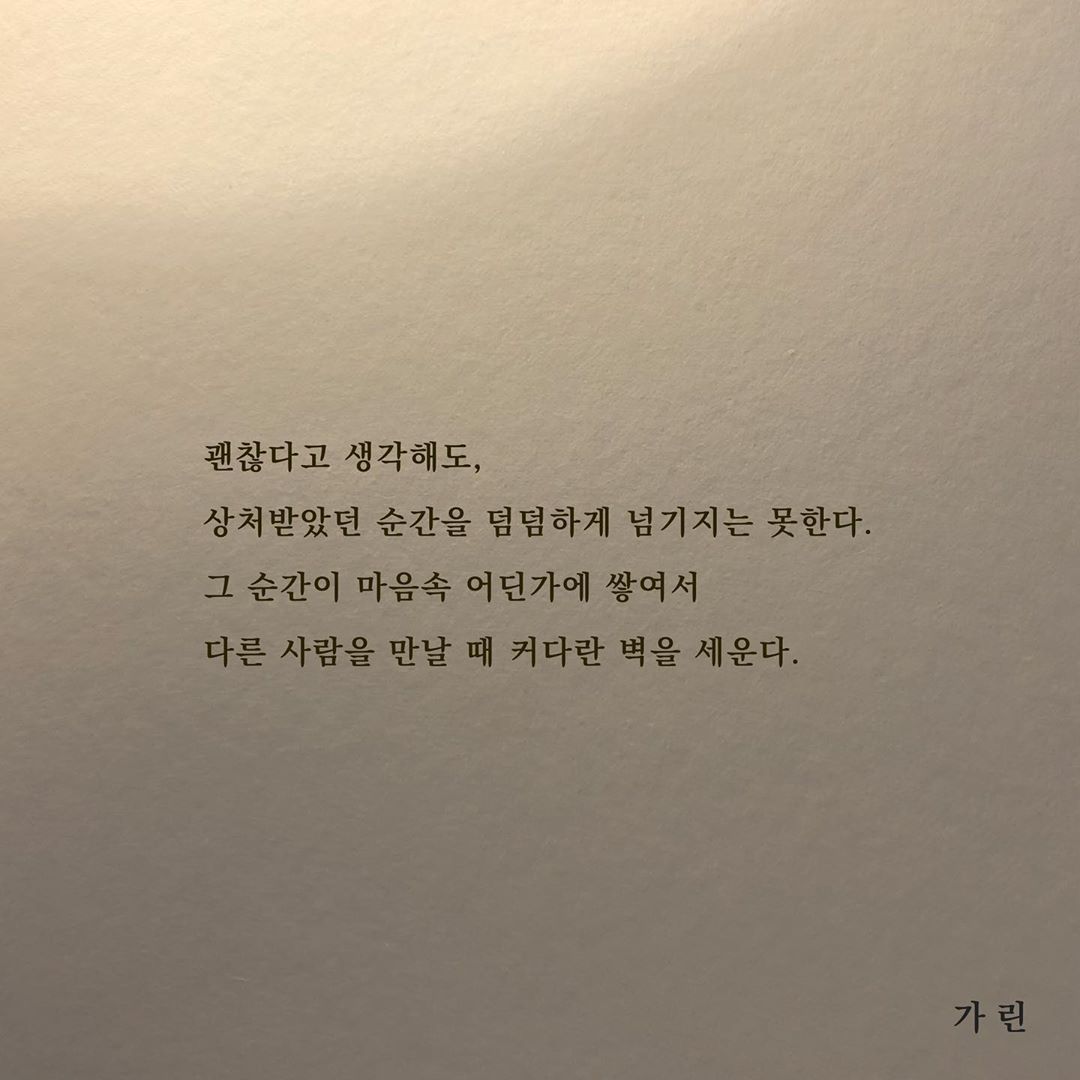 괜찮다고 생각해도,
상처받았던 순간을 덤덤하게 넘기지는 못한다.
그 순간이 마음속 어딘가에 쌓여서
다른 사람을 만날 때 커다란 벽을 세운다.
가 린